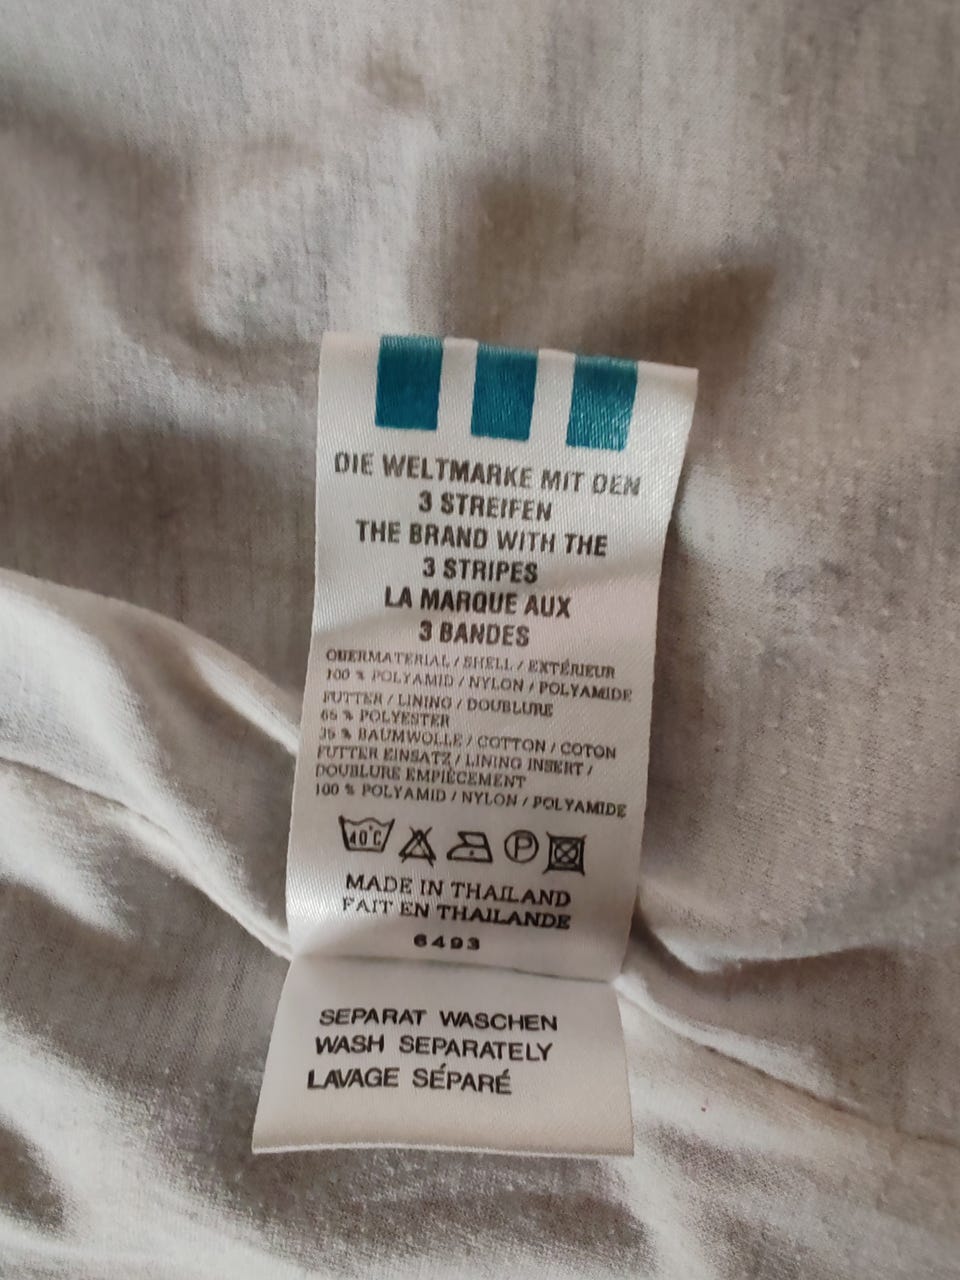 DIE WELTMARKE MIT DEN
3 STREIFEN
THE BRAND WITH THE
3 STRIPES
LA MARQUE AUX
3 BANDES
OBERMATERIAL / SHELL / EXTÉRIEUR
100 % POLYAMID / NYLON / POLYAMIDE
FUTTER / LINING / DOUBLURE
65 % POLYESTER
35 % BAUMWOLLE / COTTON / COTON
FUTTER EINSATZ / LINING INSERT /
DOUBLURE EMPIÈCEMENT
100 % POLYAMID / NYLON / POLYAMIDE
40°C P
MADE IN THAILAND
FAIT EN THAILANDE
6493
SEPARAT WASCHEN
WASH SEPARATELY
LAVAGE SÉPARÉ